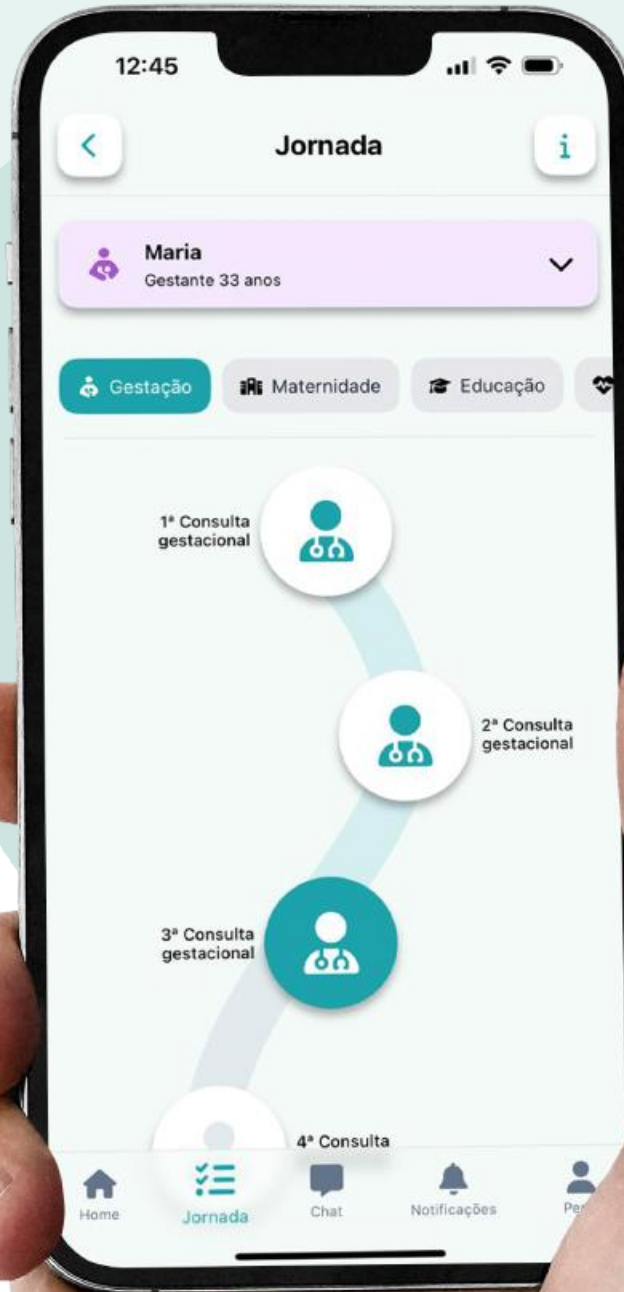 12:45
Jornada
i
Maria
Gestante 33 anos
Gestação
Maternidade
Educação
1ª Consulta
gestacional
2ª Consulta
gestacional
3ª Consulta
gestacional
4ª Consulta
Home
Jornada
Chat
Notificações